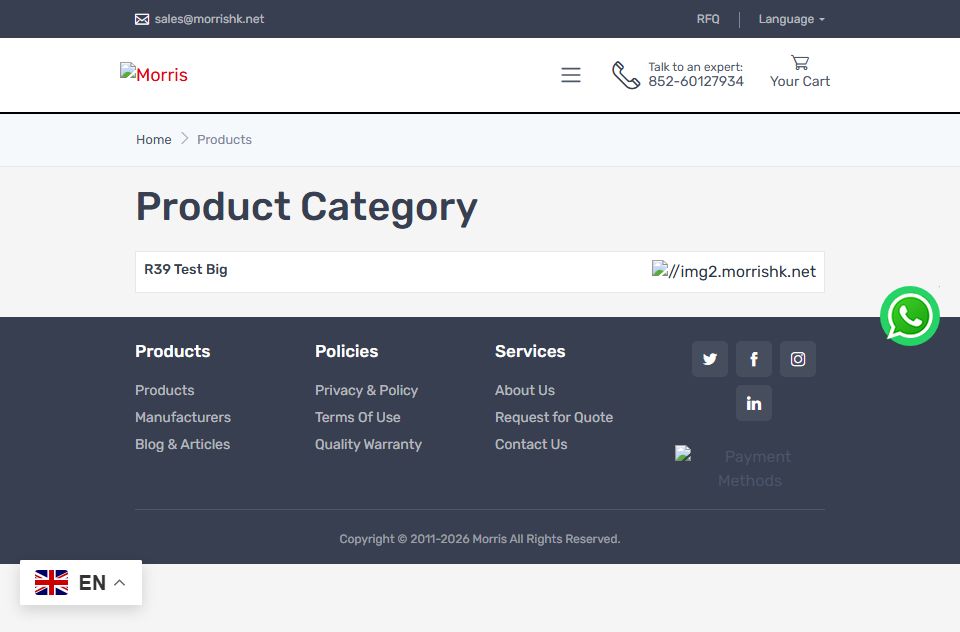 sales@morrishk.net
RFQ
Language
Morris
Talk to an expert:
852-60127934
Your Cart
Home
Products
Product Category
R39 Test Big
//img2.morrishk.net
Products
Policies
Services
Products
Privacy & Policy
About Us
Manufacturers
Terms Of Use
Request for Quote
Blog & Articles
Quality Warranty
Contact Us
Payment
Methods
Copyright © 2011-2026 Morris All Rights Reserved.
EN